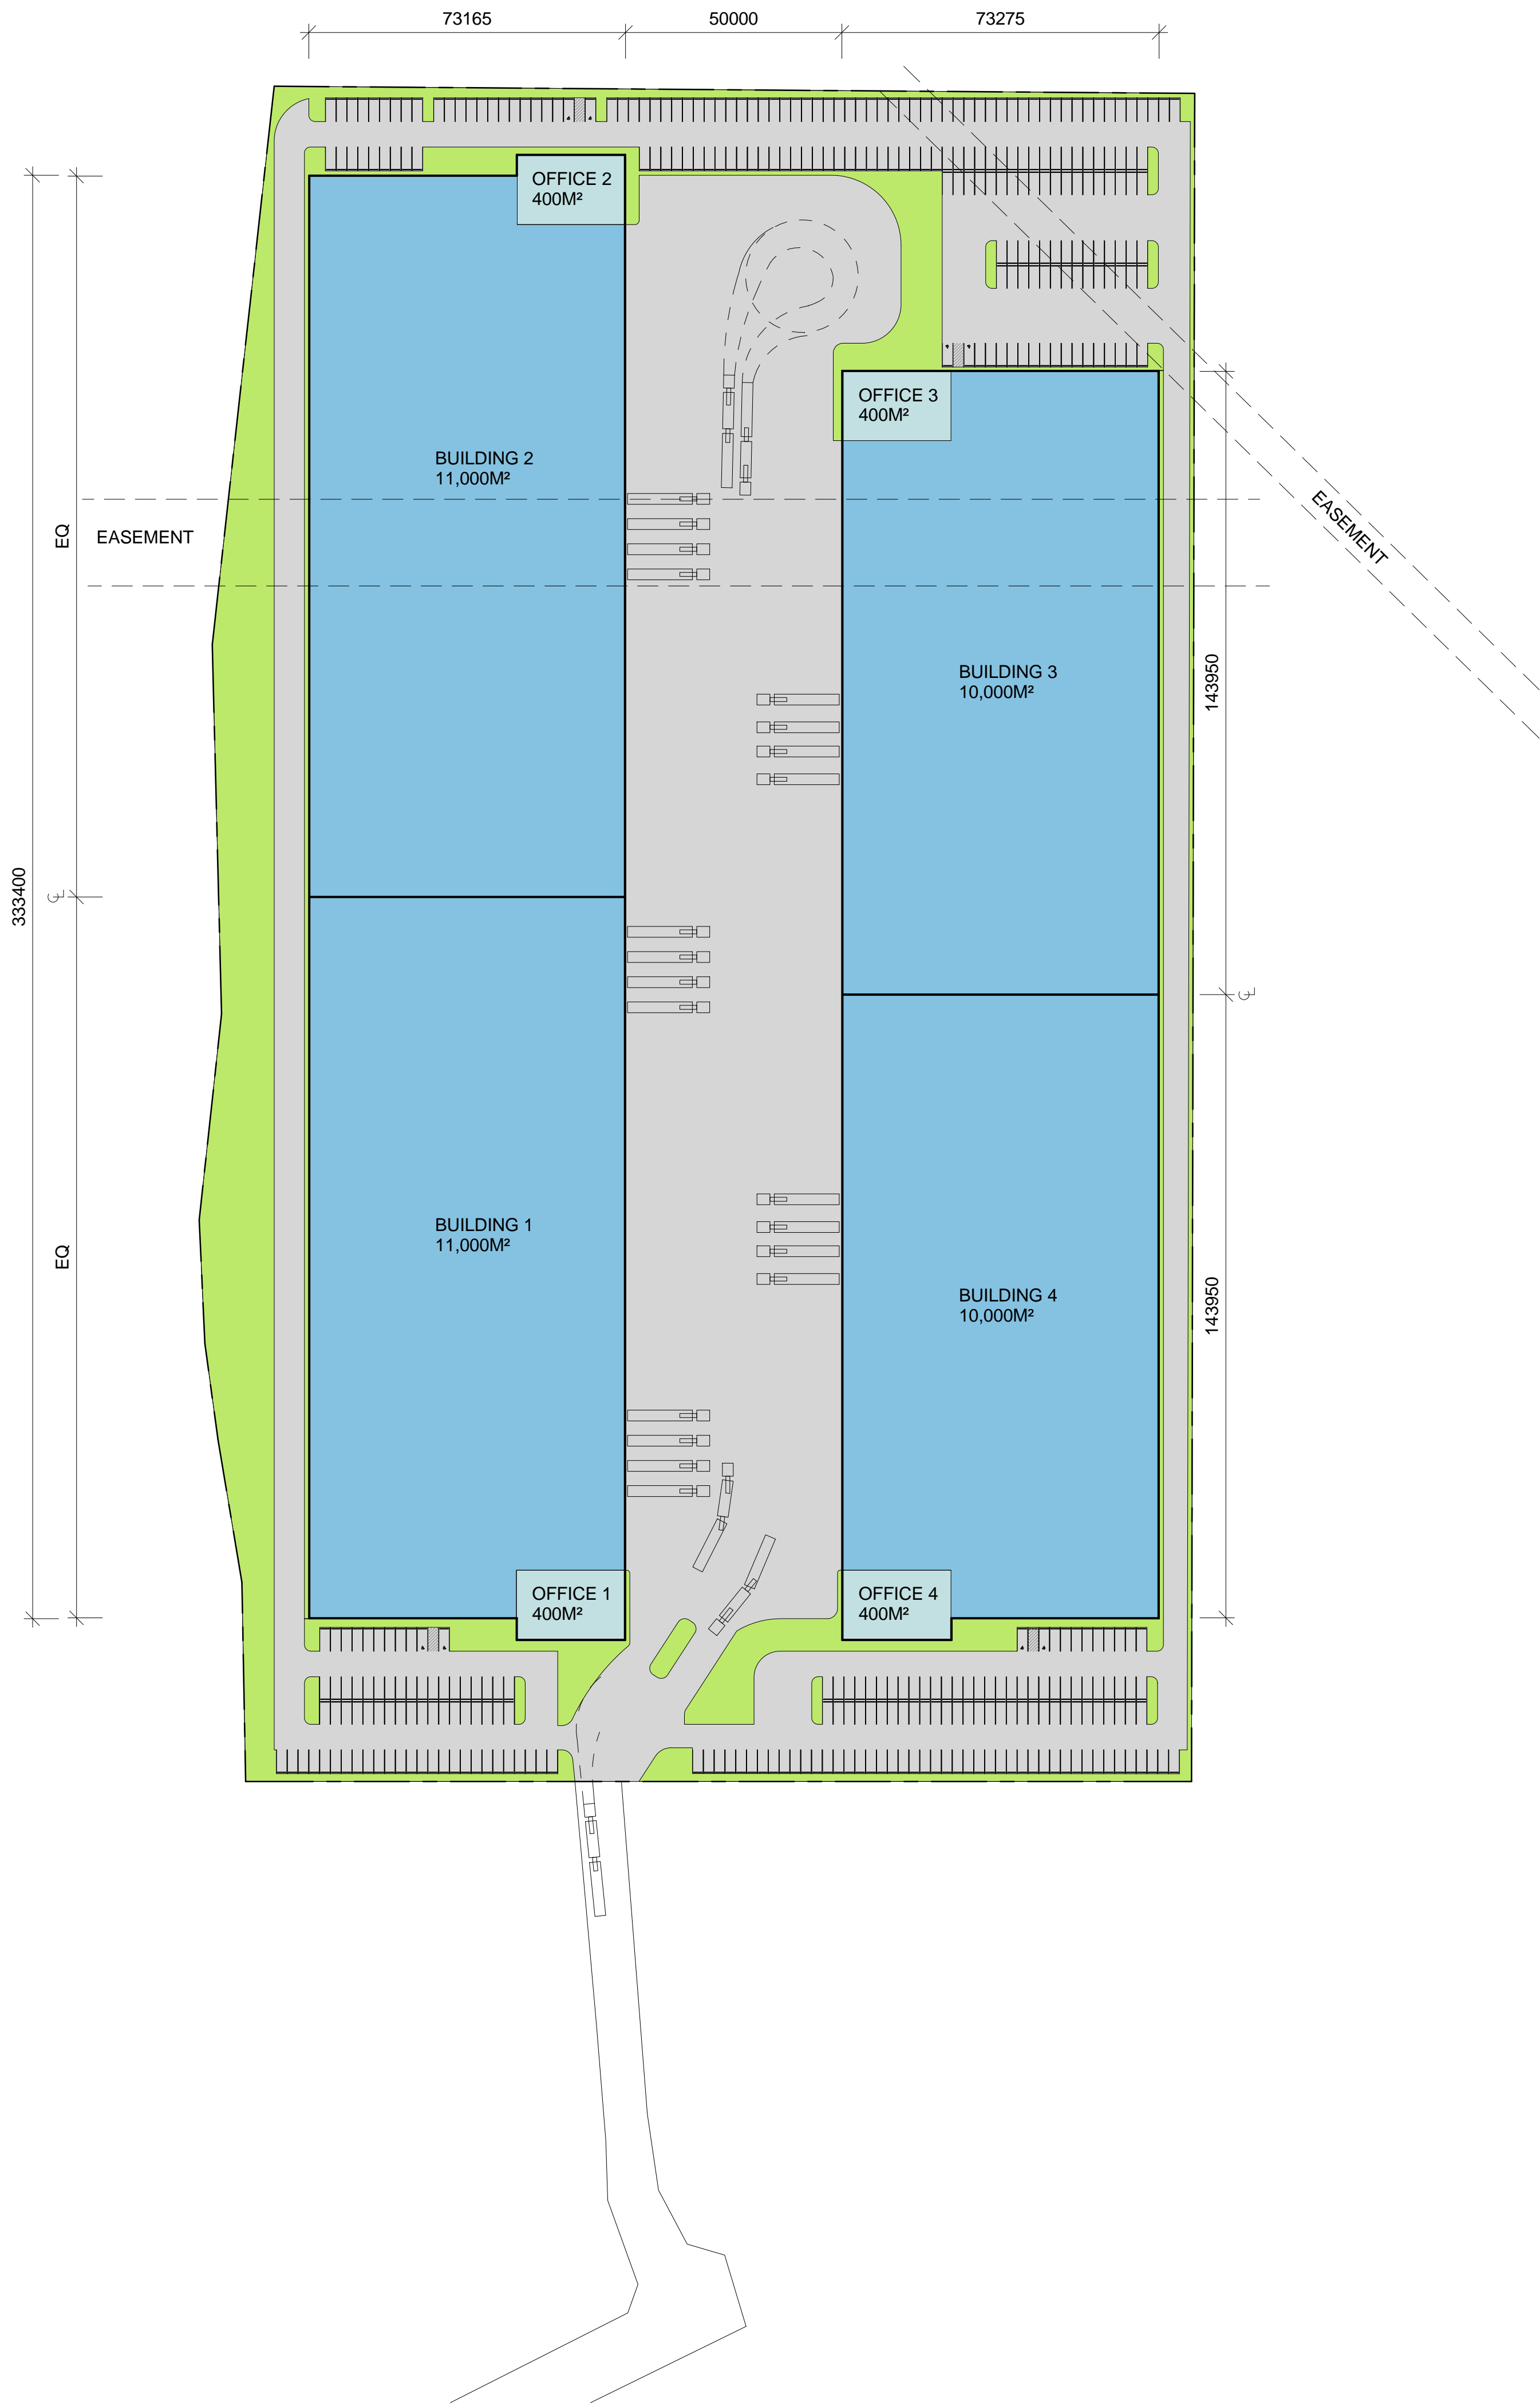 73165
50000
73275
OFFICE 2
400M²
OFFICE 3
400M²
BUILDING 2
11,000M²
EASEMENT
EQ
EASEMENT
BUILDING 3
10,000M²
143950
333400
CL
CL
EQ
BUILDING 1
11,000M²
BUILDING 4
10,000M²
143950
OFFICE 1
400M²
OFFICE 4
400M²